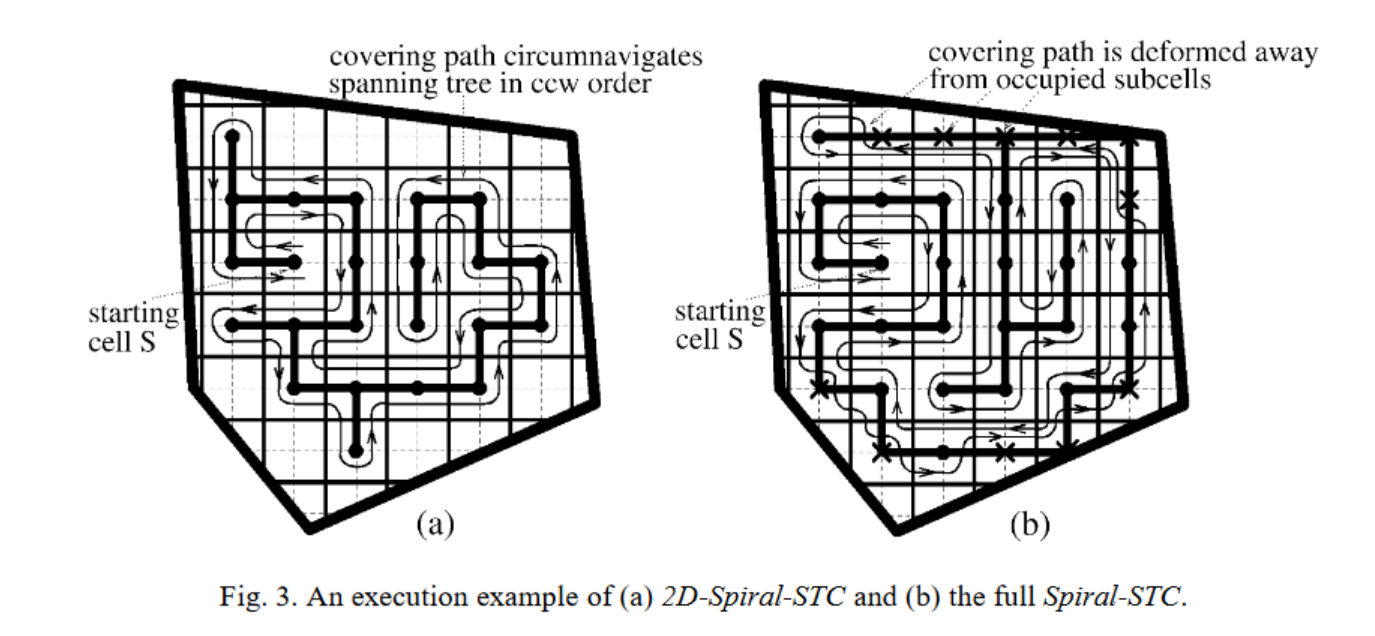 covering path circumnavigates
spanning tree in ccw order
starting
cell S
(a)
covering path is deformed away
from occupied subcells
starting
cell S
(b)
Fig. 3. An execution example of (a) 2D-Spiral-STC and (b) the full Spiral-STC.